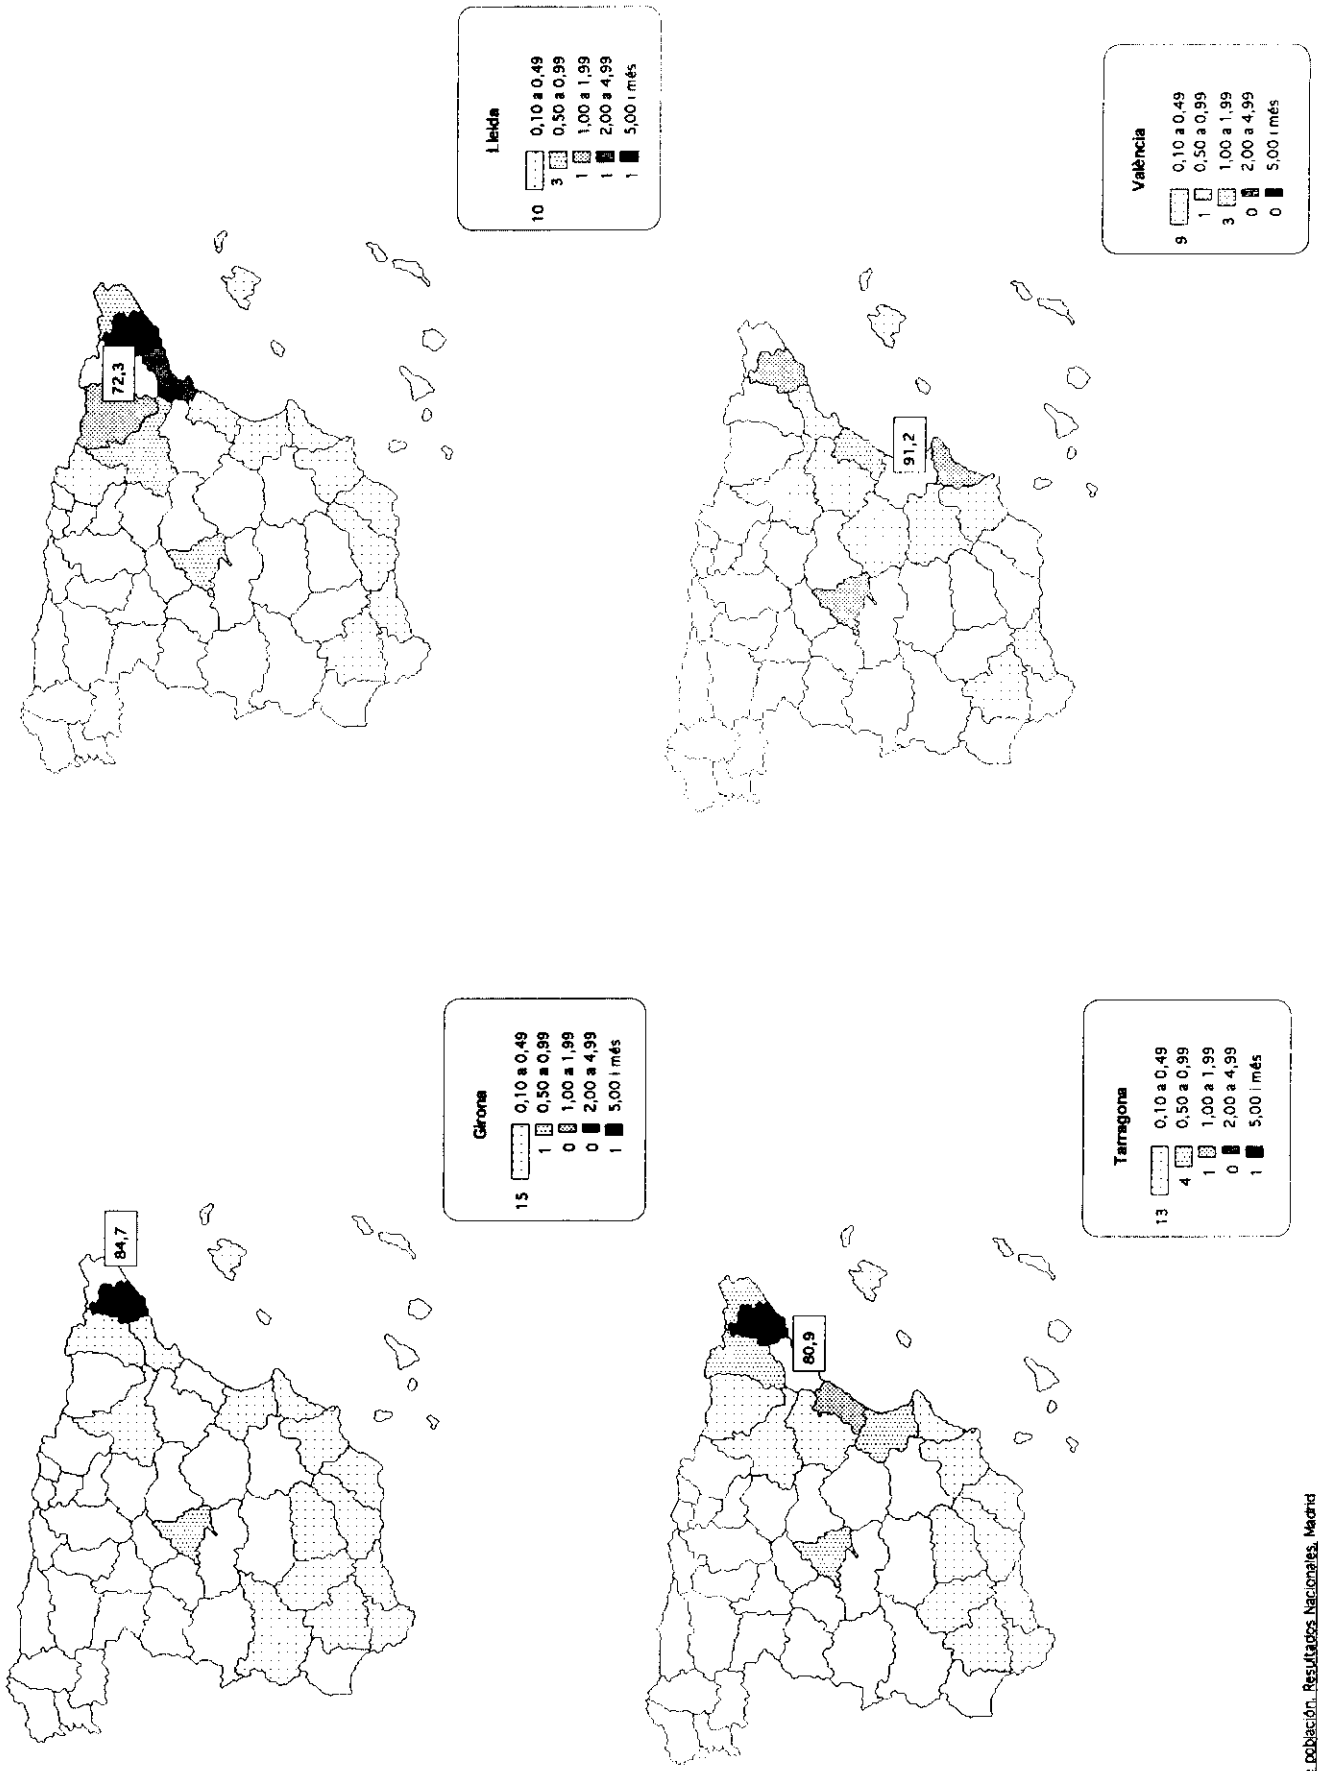 84,7
Girona
15 0,10 a 0,49
1 0,50 a 0,99
0 1,00 a 1,99
0 2,00 a 4,99
1 5,00 i més
72,3
Lleida
10 0,10 a 0,49
3 0,50 a 0,99
1 1,00 a 1,99
1 2,00 a 4,99
1 5,00 i més
80,9
Tarragona
13 0,10 a 0,49
4 0,50 a 0,99
1 1,00 a 1,99
0 2,00 a 4,99
1 5,00 i més
91,2
València
9 0,10 a 0,49
1 0,50 a 0,99
3 1,00 a 1,99
0 2,00 a 4,99
0 5,00 i més
población. Resultados Nacionales, Madrid